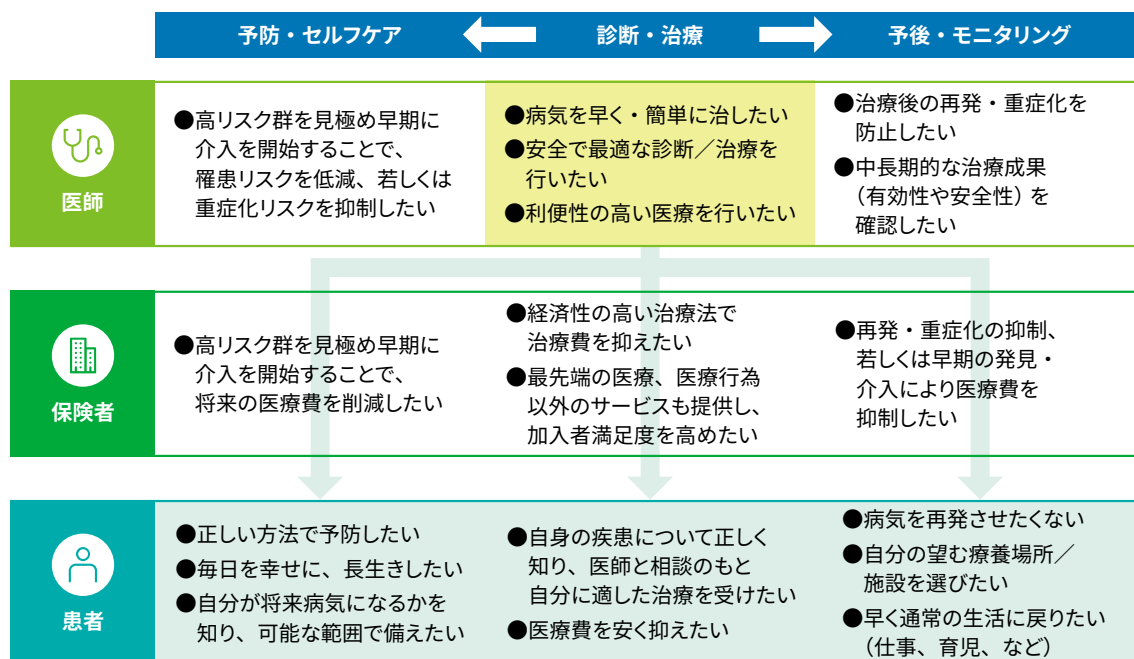 予防・セルフケア
診断・治療
予後・モニタリング
医師
●高リスク群を見極め早期に
介入を開始することで、
罹患リスクを低減、若しくは
重症化リスクを抑制したい
●病気を早く・簡単に治したい
●安全で最適な診断／治療を
行いたい
●利便性の高い医療を行いたい
●治療後の再発・重症化を
防止したい
●中長期的な治療成果
（有効性や安全性）を
確認したい
保険者
●高リスク群を見極め早期に
介入を開始することで、
将来の医療費を削減したい
●経済性の高い治療法で
治療費を抑えたい
●最先端の医療、医療行為
以外のサービスも提供し、
加入者満足度を高めたい
●再発・重症化の抑制、
若しくは早期の発見・
介入により医療費を
抑制したい
患者
●正しい方法で予防したい
●毎日を幸せに、長生きしたい
●自分が将来病気になるかを
知り、可能な範囲で備えたい
●自身の疾患について正しく
知り、医師と相談のもと
自分に適した治療を受けたい
●医療費を安く抑えたい
●病気を再発させたくない
●自分の望む療養場所／
施設を選びたい
●早く通常の生活に戻りたい
（仕事、育児、など）